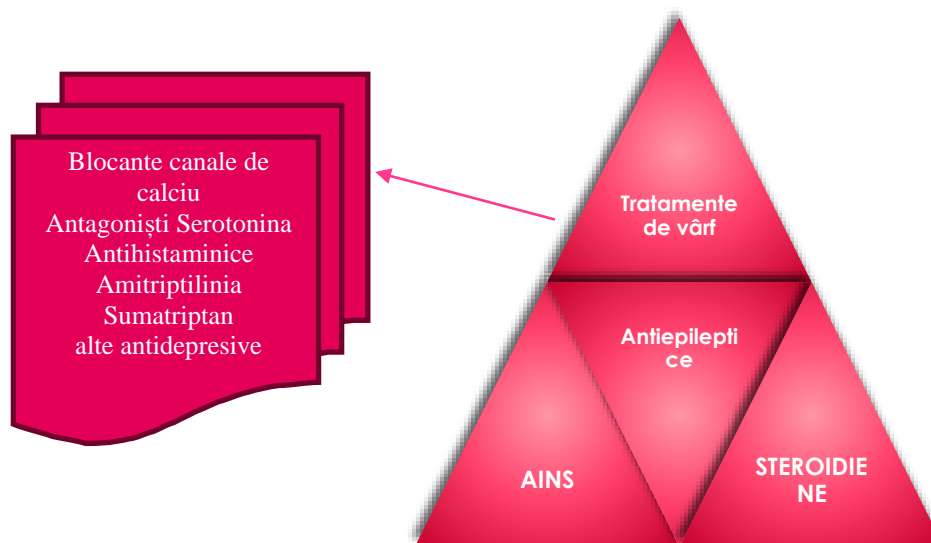 Blocante canale de
calciu
Antagoniști Serotonina
Antihistaminice
Amitriptilinia
Sumatriptan
alte antidepresive
Tratamente
de vârf
Antiepilepti
ce
AINS
STEROIDIE
NE